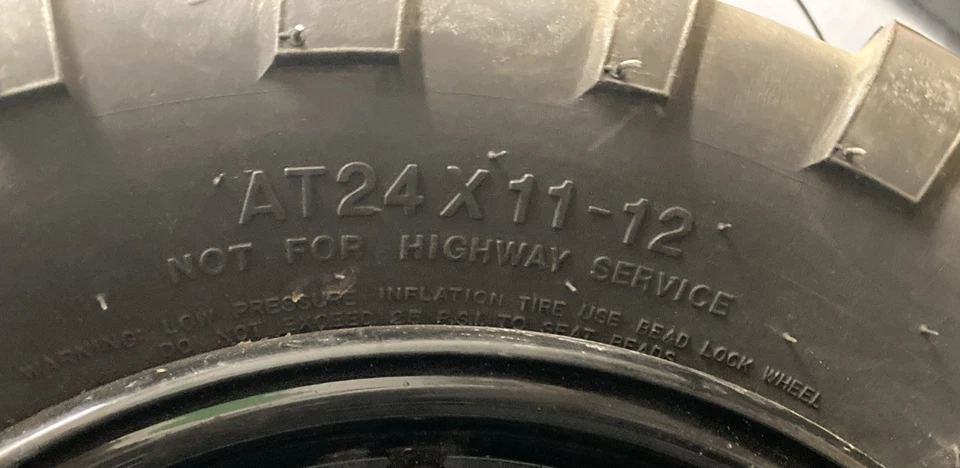 AT24X11-12
NOT FOR HIGHWAY SERVICE
WARNING: LOW PRESSURE INFLATION TIRE USE BEAD LOCK WHEEL
DO NOT EXCEED P.S.I. TO SEAT BEADS